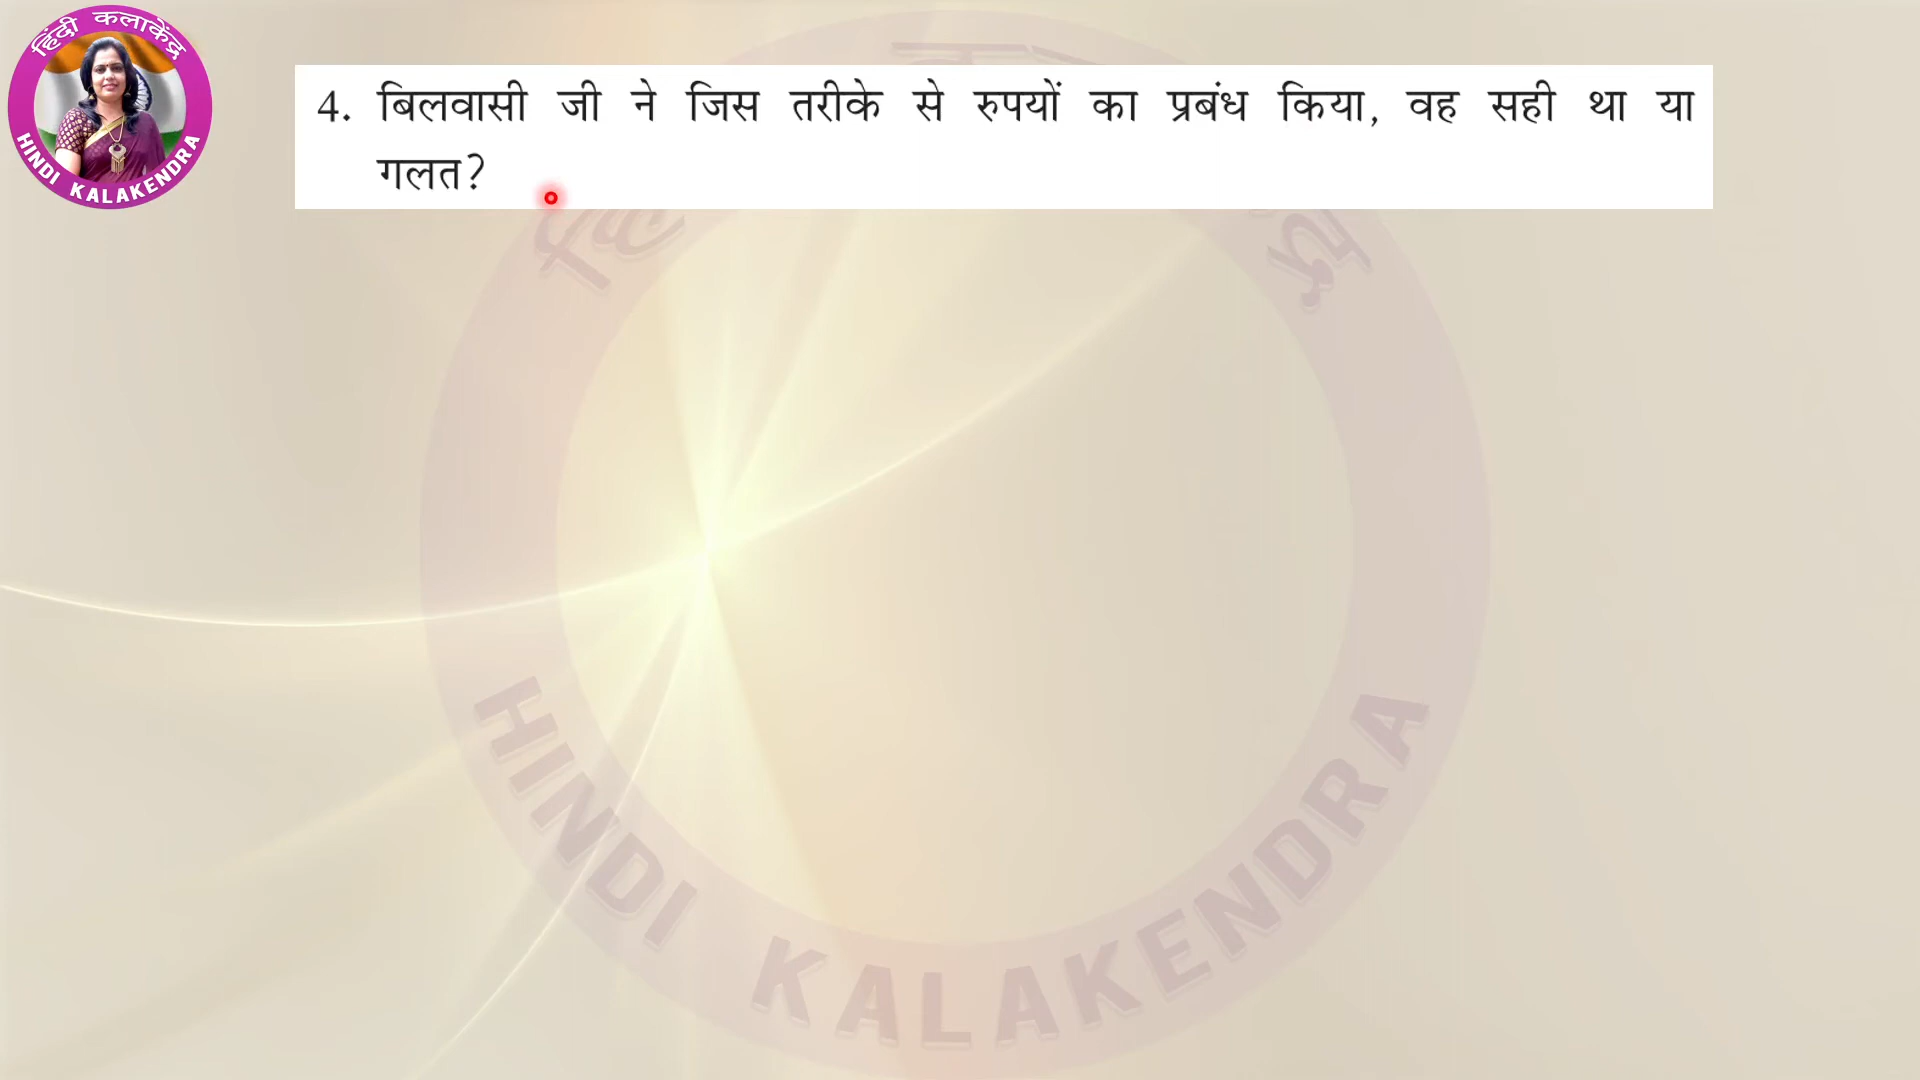 हिंदी कलाकेंद्र
HINDI KALAKENDRA
4. बिलवासी जी ने जिस तरीके से रुपयों का प्रबंध किया, वह सही था या
गलत?
HINDI KALAKENDRA